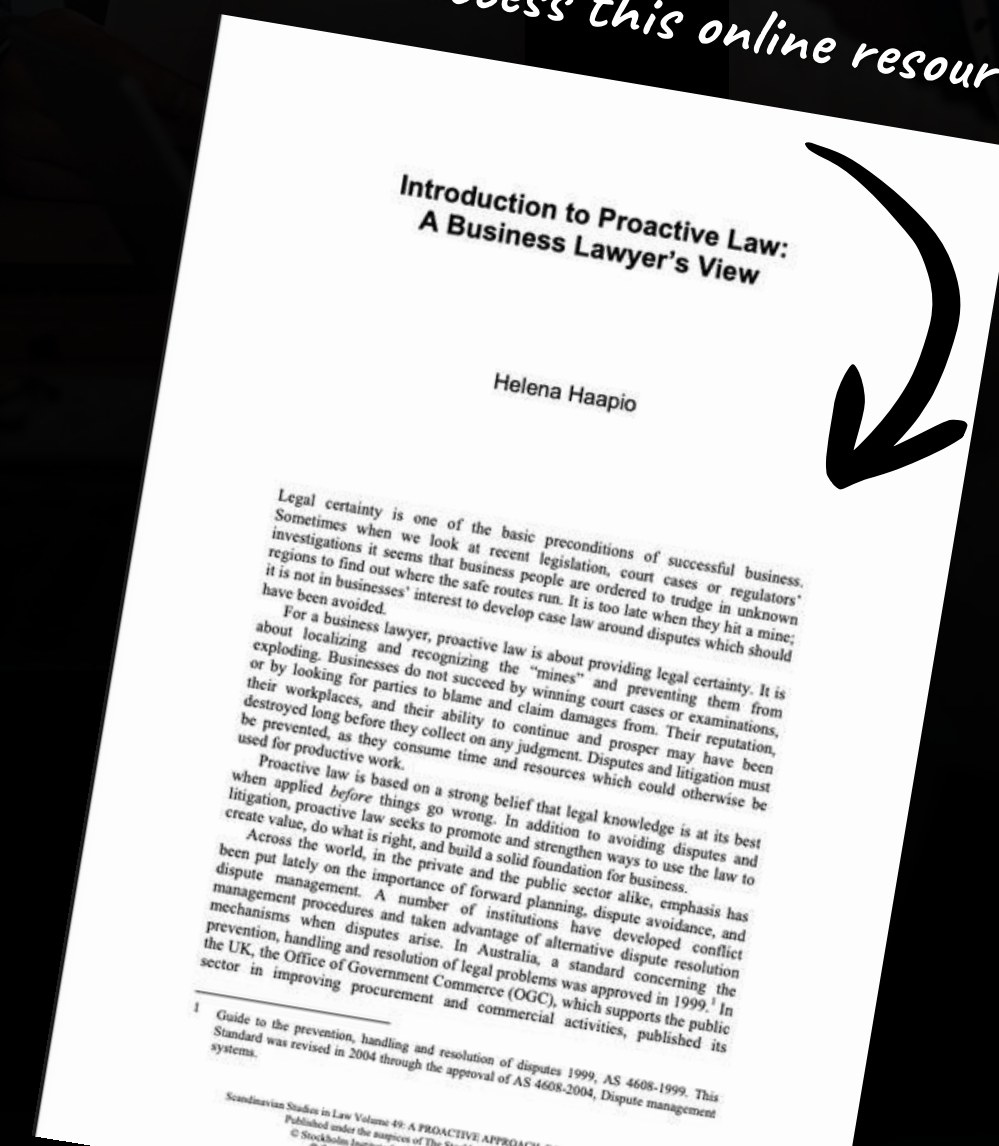 this online
Introduction to Proactive Law:
A Business Lawyer's View
Helena Haapio
Legal certainty is one of the basic preconditions of successful business.
Sometimes when we look at recent legislation, court cases or regulators'
investigations it seems that business people are ordered to trudge in unknown
regions to find out where the safe routes run. It is too late when they hit a mine;
it is not in businesses' interest to develop case law around disputes which should
have been avoided.
For a business lawyer, proactive law is about providing legal certainty. It is
about localizing and recognizing the "mines" and preventing them from
exploding. Businesses do not succeed by winning court cases or examinations,
or by looking for parties to blame and claim damages from. Their reputation,
their workplaces, and their ability to continue and prosper may have been
destroyed long before they collect on any judgment. Disputes and litigation must
be prevented, as they consume time and resources which could otherwise be
used for productive work.
Proactive law is based on a strong belief that legal knowledge is at its best
when applied before things go wrong. In addition to avoiding disputes and
litigation, proactive law seeks to promote and strengthen ways to use the law to
create value, do what is right, and build a solid foundation for business.
Across the world, in the private and the public sector alike, emphasis has
been put lately on the importance of forward planning, dispute avoidance, and
dispute management. A number of institutions have developed conflict
management procedures and taken advantage of alternative dispute resolution
mechanisms when disputes arise. In Australia, a standard concerning the
prevention, handling and resolution of legal problems was approved in 1999.1 In
the UK, the Office of Government Commerce (OGC), which supports the public
sector in improving procurement and commercial activities, published its
1 Guide to the prevention, handling and resolution of disputes 1999, AS 4608-1999. This
Standard was revised in 2004 through the approval of AS 4608-2004, Dispute management
systems.
Scandinavian Studies in Law Volume 49: A PROACTIVE APPROACH
Published under the auspices of The
© Stockholm